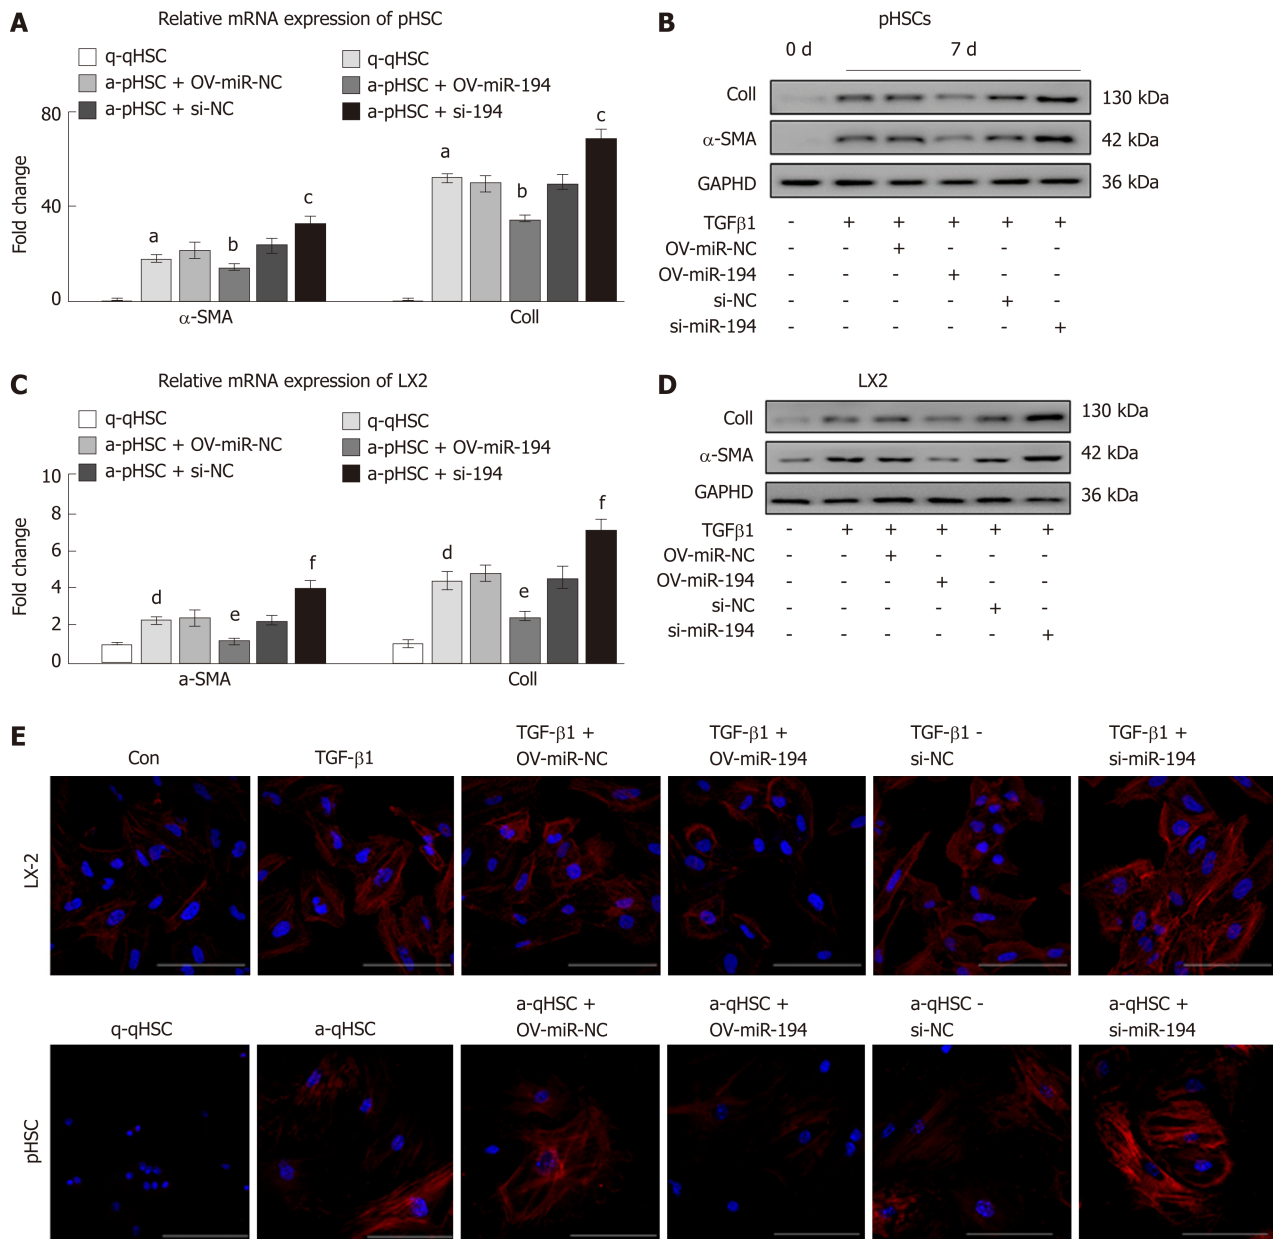 A
Relative mRNA expression of pHSC
q-qHSC
q-qHSC
a-pHSC + OV-miR-NC
a-pHSC + OV-miR-194
a-pHSC + si-NC
a-pHSC + si-194
Fold change
80
40
0
a
b
c
a
b
c
α-SMA
Coll
B
pHSCs
0 d
7 d
Coll
130 kDa
α-SMA
42 kDa
GAPHD
36 kDa
TGFβ1 - + + + + +
OV-miR-NC - - + - - -
OV-miR-194 - - - + - -
si-NC - - - - + -
si-miR-194 - - - - - +
C
Relative mRNA expression of LX2
q-qHSC
q-qHSC
a-pHSC + OV-miR-NC
a-pHSC + OV-miR-194
a-pHSC + si-NC
a-pHSC + si-194
Fold change
10
8
6
4
2
0
d
e
f
d
e
f
a-SMA
Coll
D
LX2
Coll
130 kDa
α-SMA
42 kDa
GAPHD
36 kDa
TGFβ1 - + + + + +
OV-miR-NC - - + - - -
OV-miR-194 - - - + - -
si-NC - - - - + -
si-miR-194 - - - - - +
E
Con
TGF-β1
TGF-β1 +
OV-miR-NC
TGF-β1 +
OV-miR-194
TGF-β1 -
si-NC
TGF-β1 +
si-miR-194
LX-2
q-qHSC
a-qHSC
a-qHSC +
OV-miR-NC
a-qHSC +
OV-miR-194
a-qHSC -
si-NC
a-qHSC +
si-miR-194
pHSC